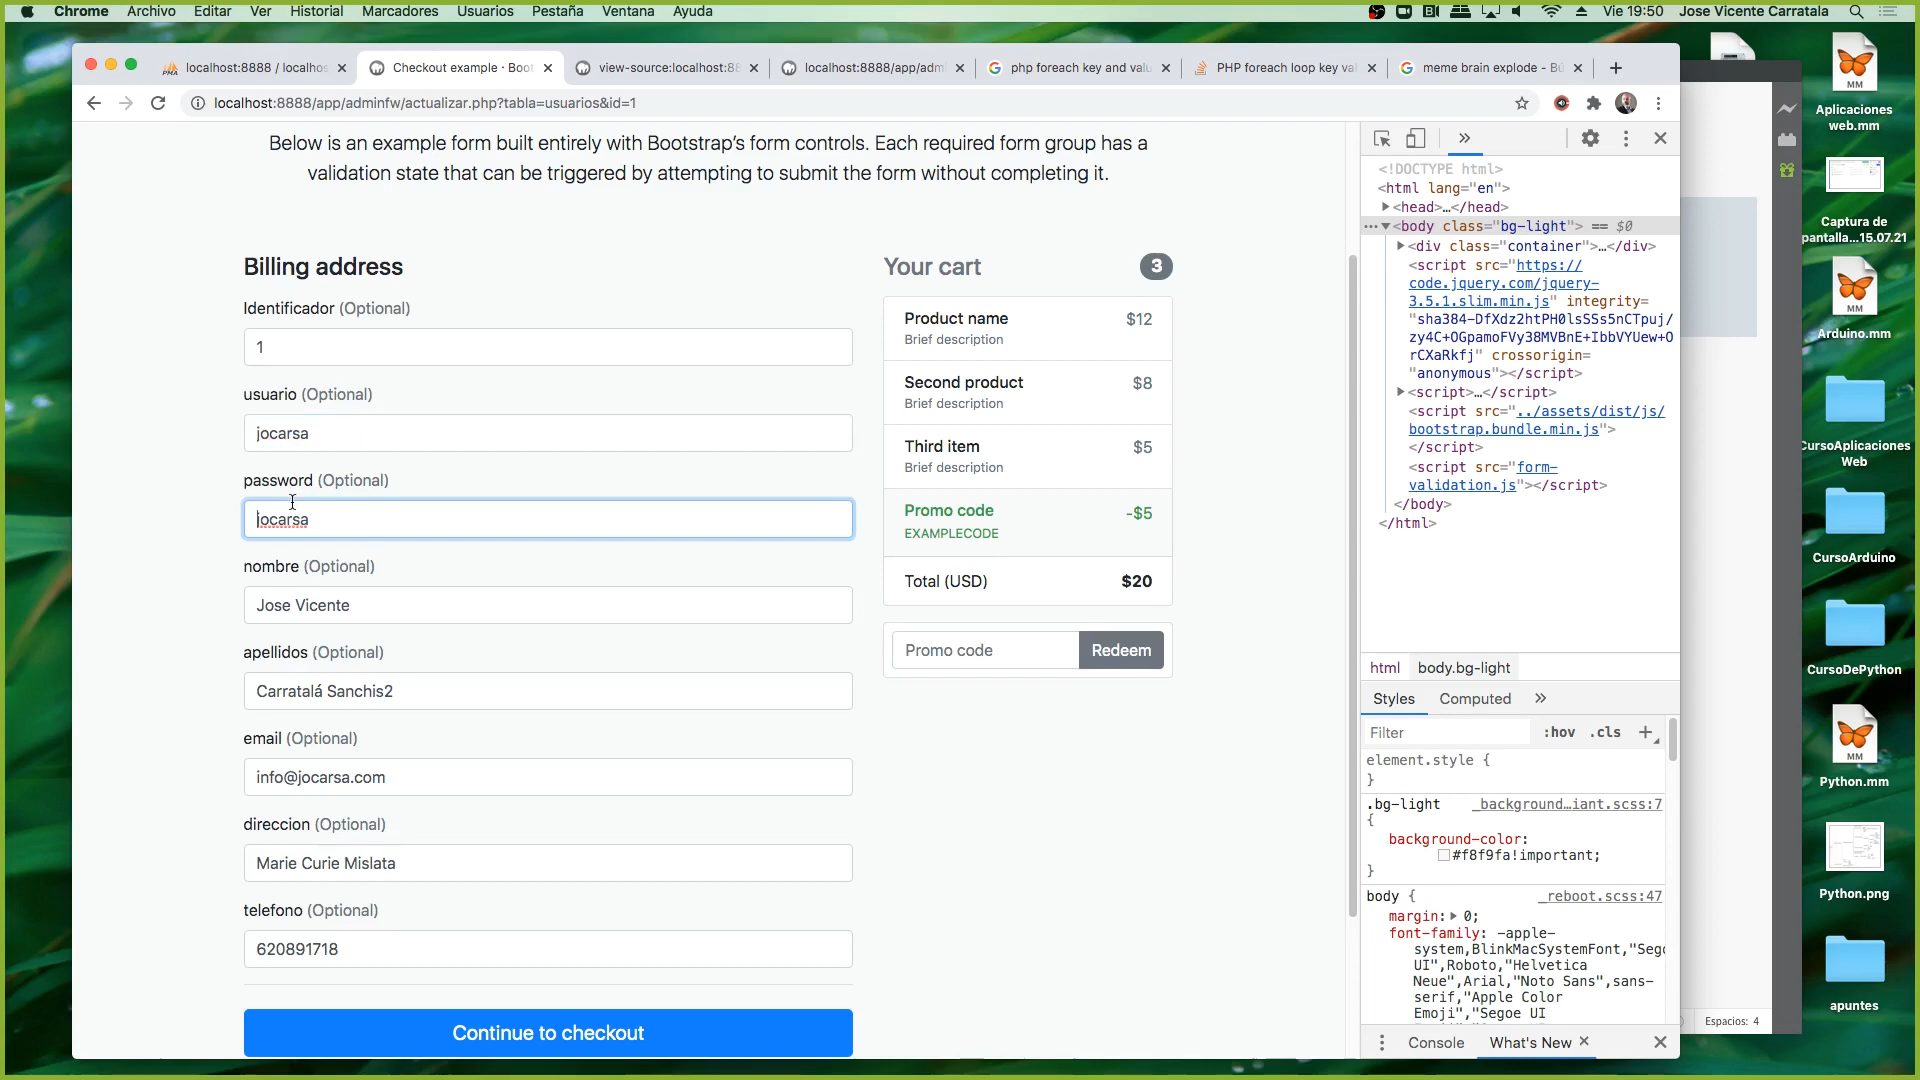 Chrome Archivo Editar Ver Historial Marcadores Usuarios Pestaña Ventana Ayuda
Vie 19:50 Jose Vicente Carratala
localhost:8888 / localhos
Checkout example · Boot
view-source:localhost:88
localhost:8888/app/adm
php foreach key and valu
PHP foreach loop key va
meme brain explode - Bú
localhost:8888/app/adminfw/actualizar.php?tabla=usuarios&id=1
Below is an example form built entirely with Bootstrap's form controls. Each required form group has a
validation state that can be triggered by attempting to submit the form without completing it.
Billing address
Identificador (Optional)
1
usuario (Optional)
jocarsa
password (Optional)
jocarsa
nombre (Optional)
Jose Vicente
apellidos (Optional)
Carratalá Sanchis2
email (Optional)
info@jocarsa.com
direccion (Optional)
Marie Curie Mislata
telefono (Optional)
620891718
Continue to checkout
Your cart 3
Product name $12
Brief description
Second product $8
Brief description
Third item $5
Brief description
Promo code -$5
EXAMPLECODE
Total (USD) $20
Promo code Redeem
<!DOCTYPE html>
<html lang="en">
<head>…</head>
<body class="bg-light"> == $0
<div class="container">…</div>
<script src="https://
code.jquery.com/jquery-
3.5.1.slim.min.js" integrity=
"sha384-DfXdz2htPH0lsSSs5nCTpuj/
zy4C+OGpamoFVy38MVBnE+IbbVYUew+O
rCXaRkfj" crossorigin=
"anonymous"></script>
<script>…</script>
<script src="../assets/dist/js/
bootstrap.bundle.min.js">
</script>
<script src="form-
validation.js"></script>
</body>
</html>
html body.bg-light
Styles Computed
Filter :hov .cls
element.style {
}
.bg-light _background…iant.scss:7
{
background-color:
#f8f9fa!important;
}
body { _reboot.scss:47
margin: 0;
font-family: -apple-
system,BlinkMacSystemFont,"Sego
UI",Roboto,"Helvetica
Neue",Arial,"Noto Sans",sans-
serif,"Apple Color
Emoji","Segoe UI
Console What's New
Espacios: 4
MM
Aplicaciones
web.mm
Captura de
pantalla...15.07.21
MM
Arduino.mm
CursoAplicaciones
Web
CursoArduino
CursoDePython
MM
Python.mm
Python.png
apuntes